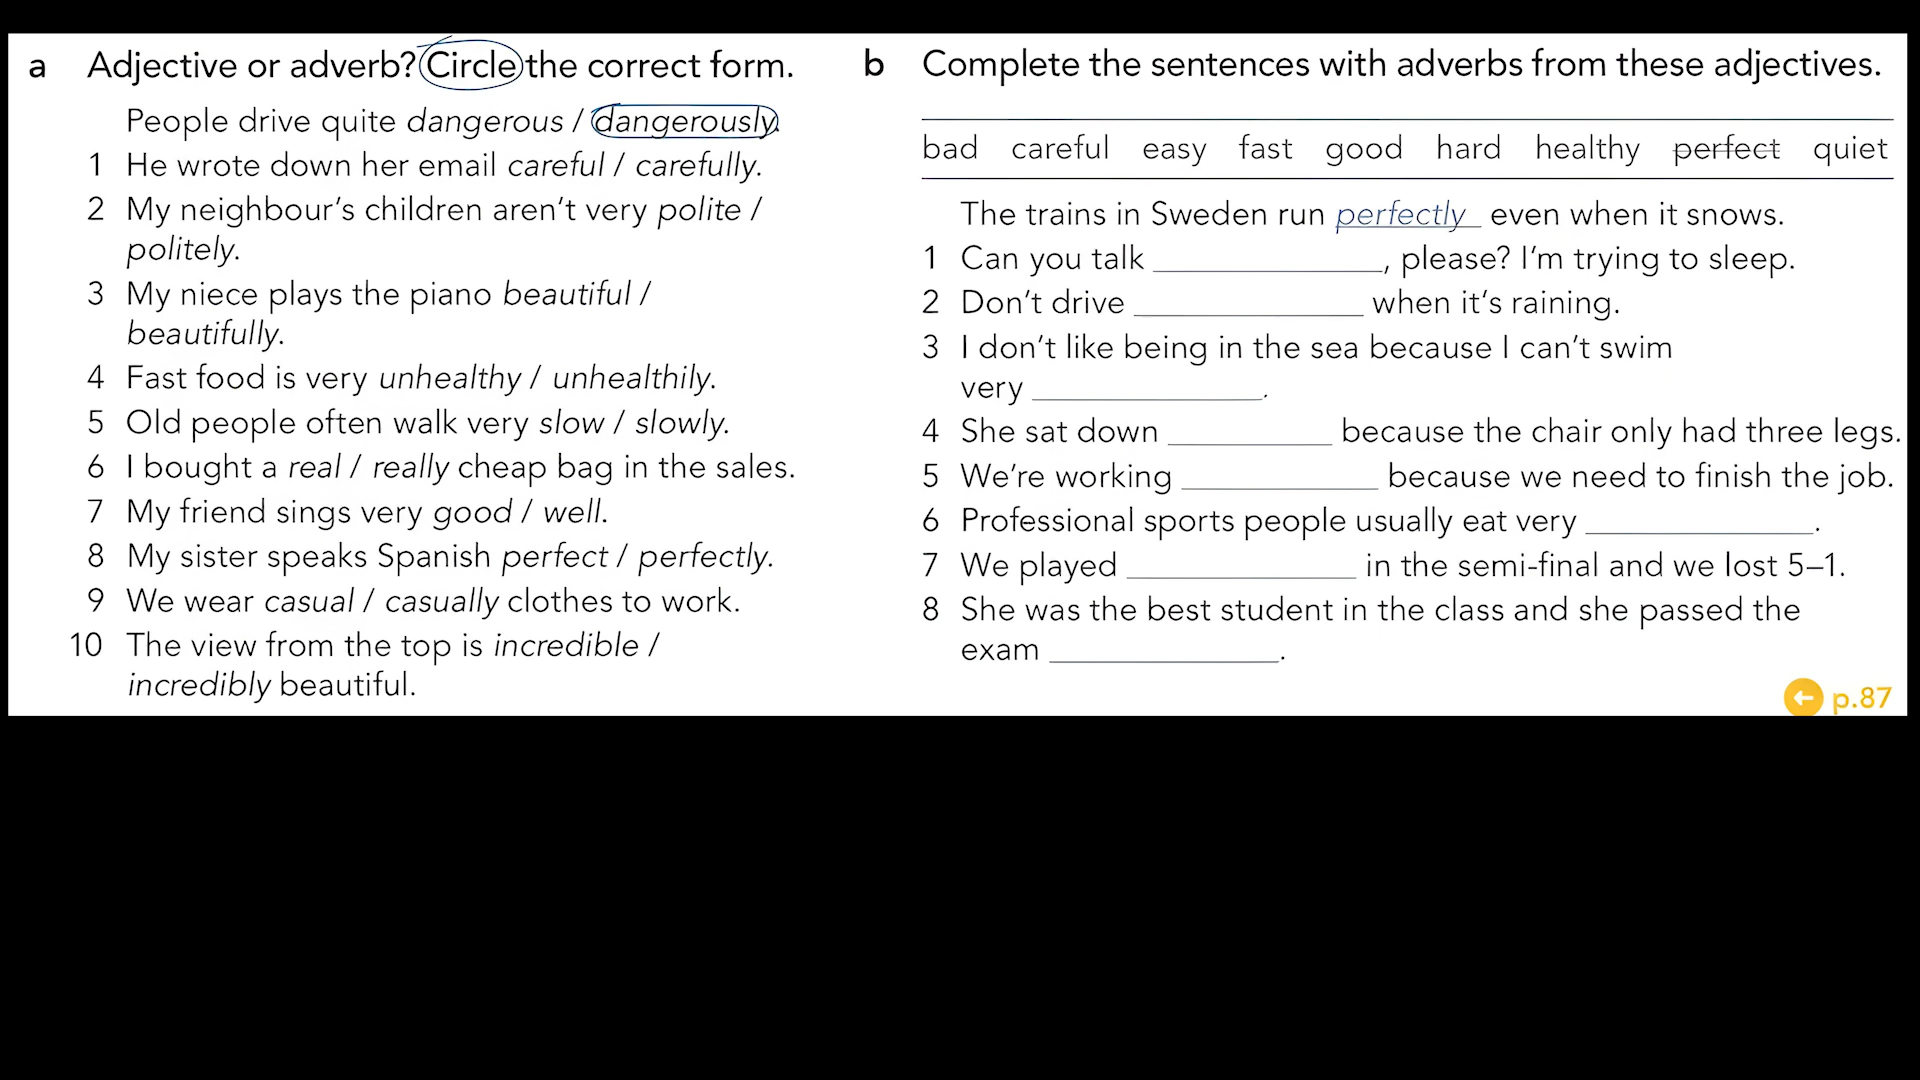 a Adjective or adverb? Circle the correct form.
People drive quite dangerous / dangerously.
1 He wrote down her email careful / carefully.
2 My neighbour's children aren't very polite /
politely.
3 My niece plays the piano beautiful /
beautifully.
4 Fast food is very unhealthy / unhealthily.
5 Old people often walk very slow / slowly.
6 I bought a real / really cheap bag in the sales.
7 My friend sings very good / well.
8 My sister speaks Spanish perfect / perfectly.
9 We wear casual / casually clothes to work.
10 The view from the top is incredible /
incredibly beautiful.
b Complete the sentences with adverbs from these adjectives.
bad careful easy fast good hard healthy perfect quiet
The trains in Sweden run perfectly even when it snows.
1 Can you talk ____________, please? I'm trying to sleep.
2 Don't drive ____________ when it's raining.
3 I don't like being in the sea because I can't swim
very ____________.
4 She sat down ____________ because the chair only had three legs.
5 We're working ____________ because we need to finish the job.
6 Professional sports people usually eat very ____________.
7 We played ____________ in the semi-final and we lost 5–1.
8 She was the best student in the class and she passed the
exam ____________.
p.87